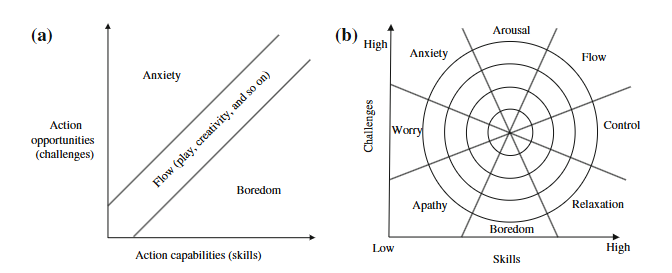 (a)
Anxiety
Flow (play, creativity, and so on)
Action
opportunities
(challenges)
Boredom
Action capabilities (skills)
(b)
High
Arousal
Anxiety
Flow
Challenges
Worry
Control
Apathy
Relaxation
Boredom
Low
High
Skills